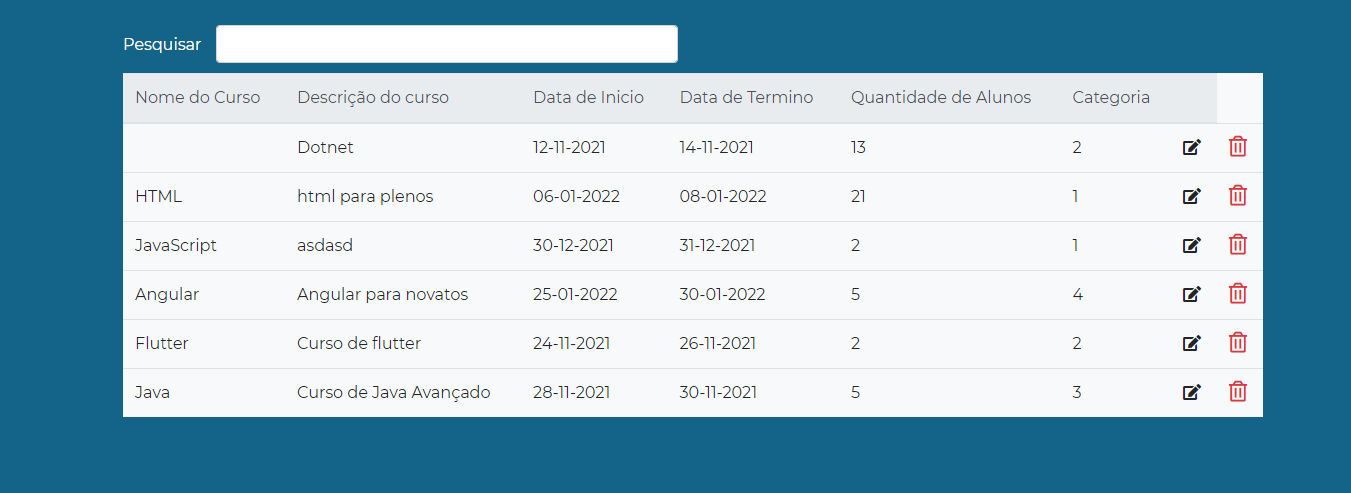 Pesquisar
Nome do Curso Descrição do curso Data de Inicio Data de Termino Quantidade de Alunos Categoria
Dotnet 12-11-2021 14-11-2021 13 2
HTML html para plenos 06-01-2022 08-01-2022 21 1
JavaScript asdasd 30-12-2021 31-12-2021 2 1
Angular Angular para novatos 25-01-2022 30-01-2022 5 4
Flutter Curso de flutter 24-11-2021 26-11-2021 2 2
Java Curso de Java Avançado 28-11-2021 30-11-2021 5 3